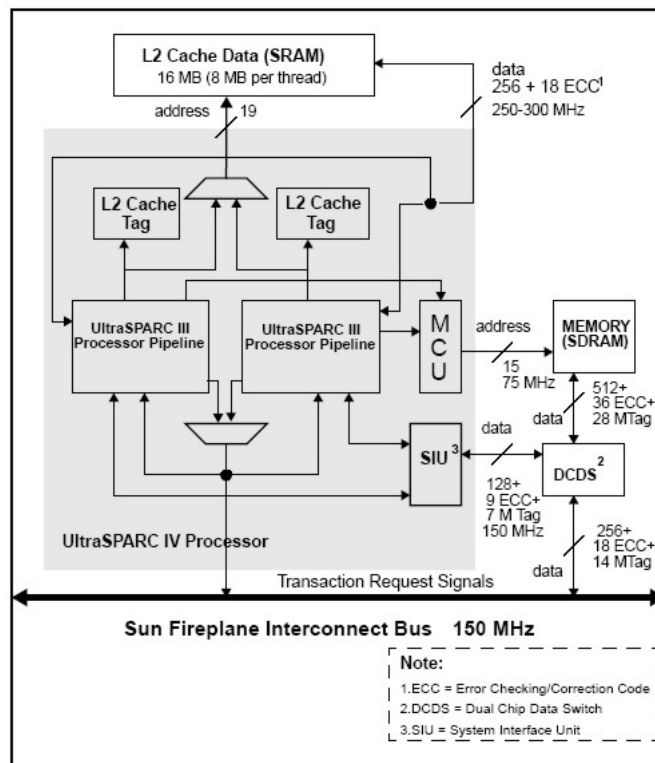 L2 Cache Data (SRAM)
16 MB (8 MB per thread)
data
256 + 18 ECC1
250-300 MHz
address
19
L2 Cache
Tag
L2 Cache
Tag
UltraSPARC III
Processor Pipeline
UltraSPARC III
Processor Pipeline
M
C
U
address
15
75 MHz
MEMORY
(SDRAM)
data
512+
36 ECC+
28 MTag
SIU3
data
128+
9 ECC+
7 M Tag
150 MHz
DCDS2
data
256+
18 ECC+
14 MTag
UltraSPARC IV Processor
Transaction Request Signals
Sun Fireplane Interconnect Bus 150 MHz
Note:
1.ECC = Error Checking/Correction Code
2.DCDS = Dual Chip Data Switch
3.SIU = System Interface Unit